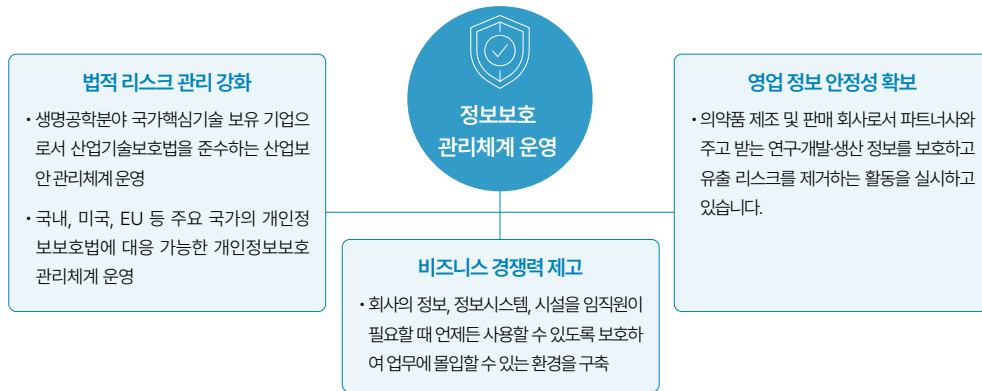 정보보호
관리체계 운영
법적 리스크 관리 강화
• 생명공학분야 국가핵심기술 보유 기업으
로서 산업기술보호법을 준수하는 산업보
안 관리체계 운영
• 국내, 미국, EU 등 주요 국가의 개인정
보보호법에 대응 가능한 개인정보보호
관리체계 운영
비즈니스 경쟁력 제고
• 회사의 정보, 정보시스템, 시설을 임직원이
필요할 때 언제든 사용할 수 있도록 보호하
여 업무에 몰입할 수 있는 환경을 구축
영업 정보 안정성 확보
• 의약품 제조 및 판매 회사로서 파트너사와
주고 받는 연구·개발·생산 정보를 보호하고
유출 리스크를 제거하는 활동을 실시하고
있습니다.